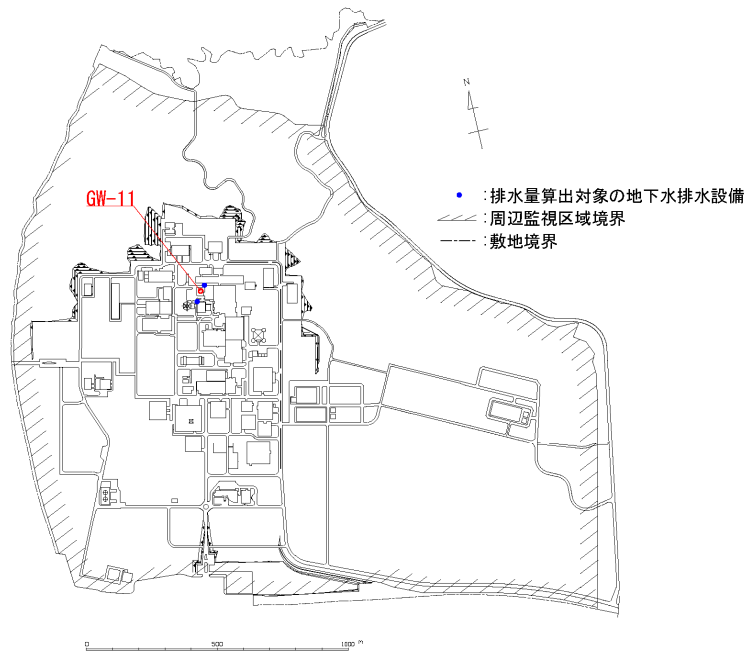 N
GW-11
● :排水量算出対象の地下水排水設備
:周辺監視区域境界
:敷地境界
0 500 1000 m